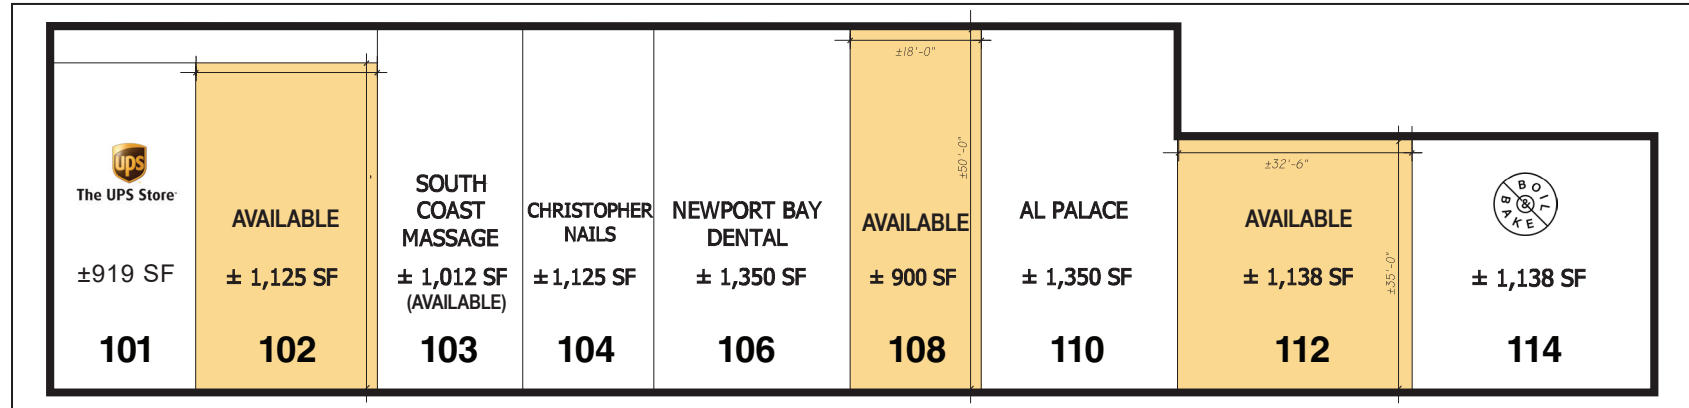 ups
The UPS Store
±919 SF
101
AVAILABLE
± 1,125 SF
102
SOUTH
COAST
MASSAGE
± 1,012 SF
(AVAILABLE)
103
CHRISTOPHER
NAILS
±1,125 SF
104
NEWPORT BAY
DENTAL
± 1,350 SF
106
±18'-0"
±50'-0"
AVAILABLE
± 900 SF
108
AL PALACE
± 1,350 SF
110
±32'-6"
±35'-0"
AVAILABLE
± 1,138 SF
112
BOIL
&
BAKE
± 1,138 SF
114